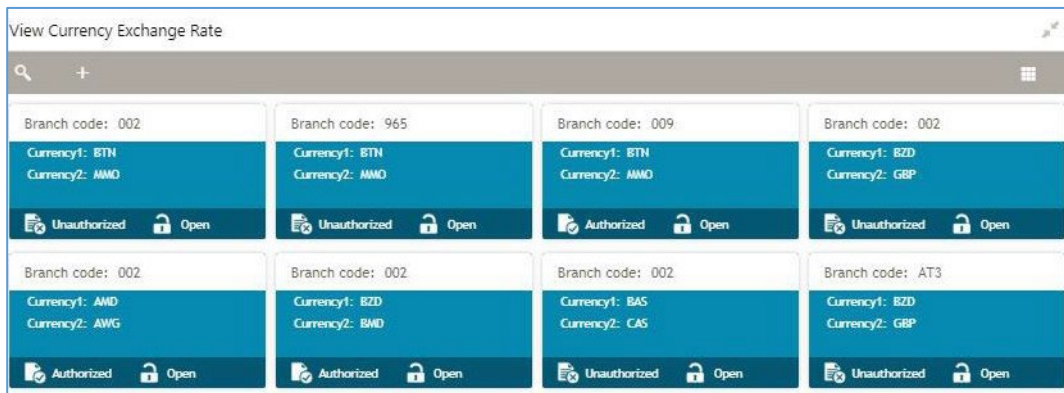 View Currency Exchange Rate
Branch code: 002
Currency1: BTN
Currency2: MMO
Unauthorized Open
Branch code: 965
Currency1: BTN
Currency2: MMO
Unauthorized Open
Branch code: 009
Currency1: BTN
Currency2: MMO
Authorized Open
Branch code: 002
Currency1: BZD
Currency2: GBP
Unauthorized Open
Branch code: 002
Currency1: AMD
Currency2: AWG
Authorized Open
Branch code: 002
Currency1: BZD
Currency2: BMD
Authorized Open
Branch code: 002
Currency1: BAS
Currency2: CAS
Unauthorized Open
Branch code: AT3
Currency1: BZD
Currency2: GBP
Unauthorized Open